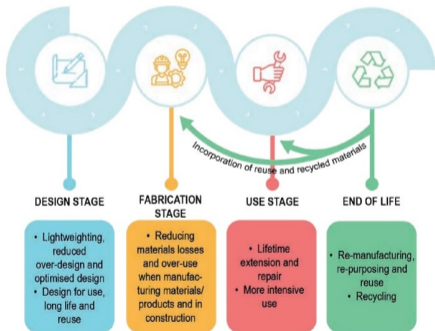 Incorporation of reuse and recycled materials
DESIGN STAGE
FABRICATION
STAGE
USE STAGE
END OF LIFE
• Lightweighting,
reduced
over-design and
optimised design
• Design for use,
long life and
reuse
• Reducing
materials losses
and over-use
when manufac-
turing materials/
products and in
construction
• Lifetime
extension and
repair
• More intensive
use
• Re-manufacturing,
re-purposing and
reuse
• Recycling